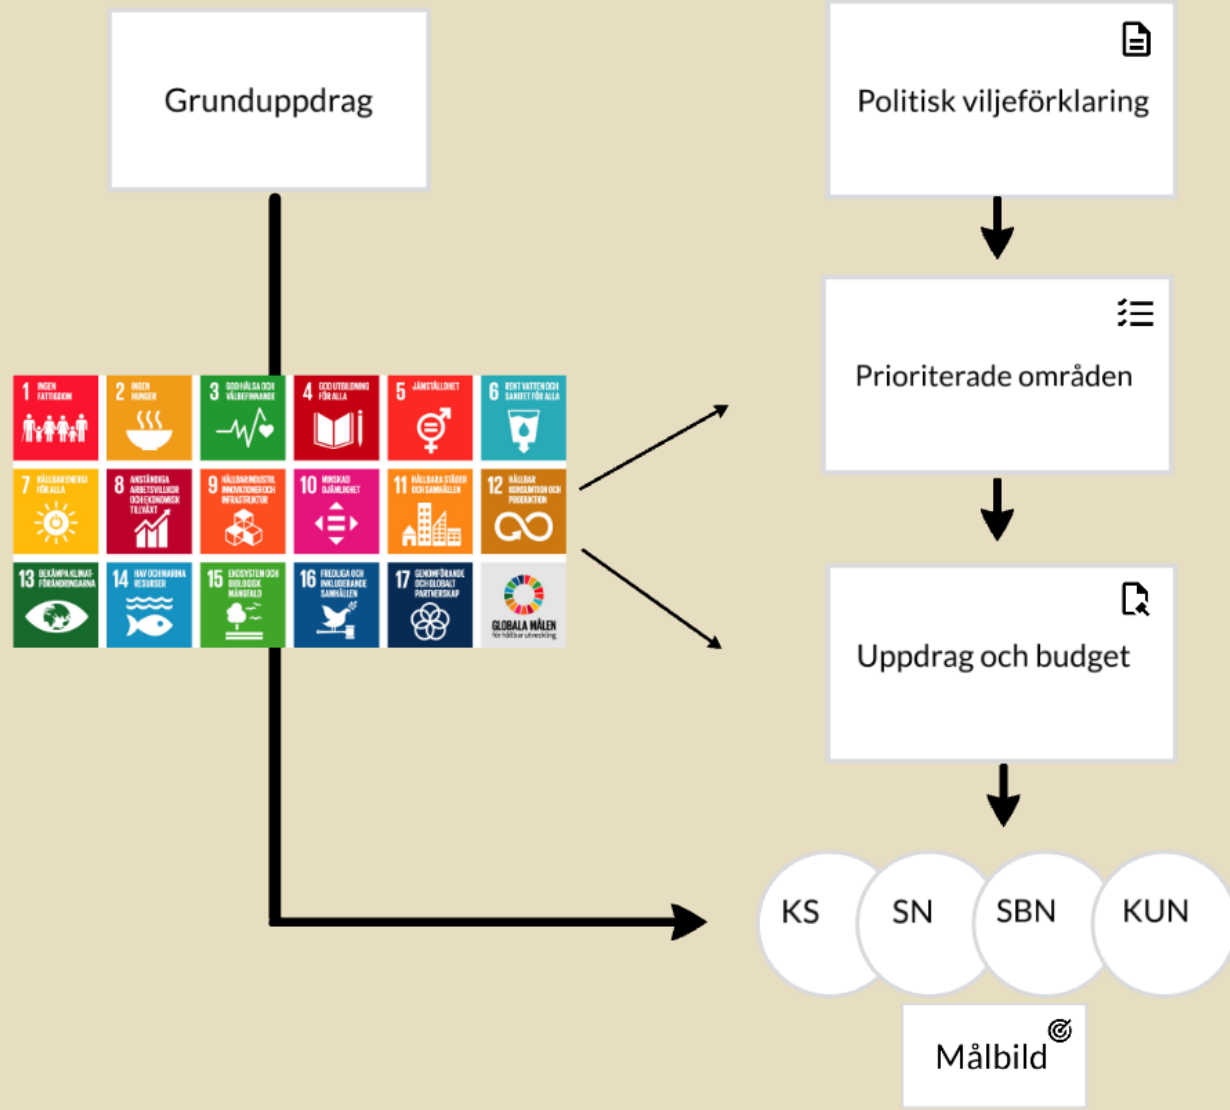 Grunduppdrag
Politisk viljeförklaring
Prioriterade områden
1 INGEN
FATTIGDOM
2 INGEN
HUNGER
3 GOD HÄLSA OCH
VÄLBEFINNANDE
4 GOD UTBILDNING
FÖR ALLA
5 JÄMSTÄLLDHET
6 RENT VATTEN OCH
SANITET FÖR ALLA
7 HÅLLBAR ENERGI
FÖR ALLA
8 ANSTÄNDIGA
ARBETSVILLKOR
OCH EKONOMISK
TILLVÄXT
9 HÅLLBAR INDUSTRI,
INNOVATIONER OCH
INFRASTRUKTUR
10 MINSKAD
OJÄMLIKHET
11 HÅLLBARA STÄDER
OCH SAMHÄLLEN
12 HÅLLBAR
KONSUMTION OCH
PRODUKTION
13 BEKÄMPA KLIMAT-
FÖRÄNDRINGARNA
14 HAV OCH MARINA
RESURSER
15 EKOSYSTEM OCH
BIOLOGISK
MÅNGFALD
16 FREDLIGA OCH
INKLUDERANDE
SAMHÄLLEN
17 GENOMFÖRANDE
OCH GLOBALT
PARTNERSKAP
GLOBALA MÅLEN
för hållbar utveckling
Uppdrag och budget
KS
SN
SBN
KUN
Målbild